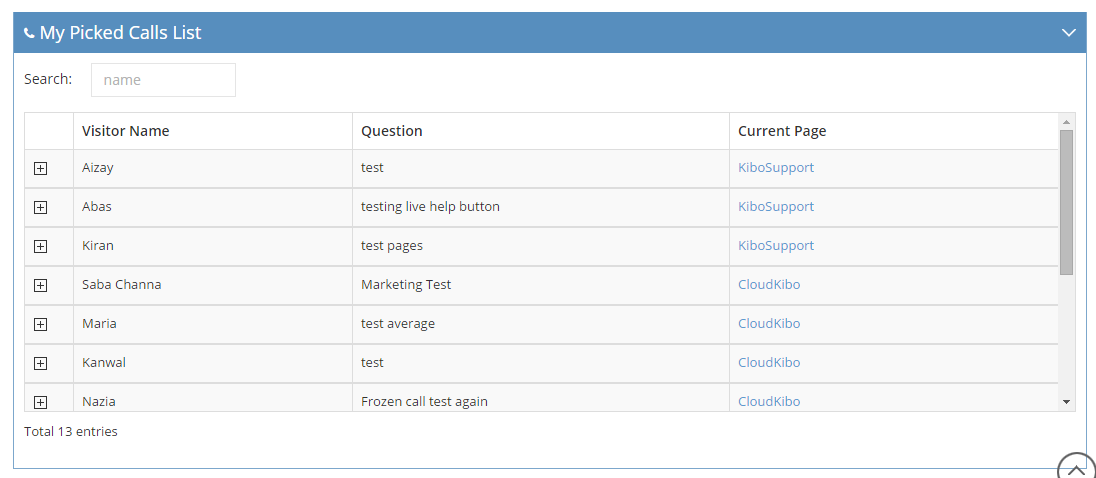 My Picked Calls List
Search: name
Visitor Name Question Current Page
Aizay test KiboSupport
Abas testing live help button KiboSupport
Kiran test pages KiboSupport
Saba Channa Marketing Test CloudKibo
Maria test average CloudKibo
Kanwal test CloudKibo
Nazia Frozen call test again CloudKibo
Total 13 entries